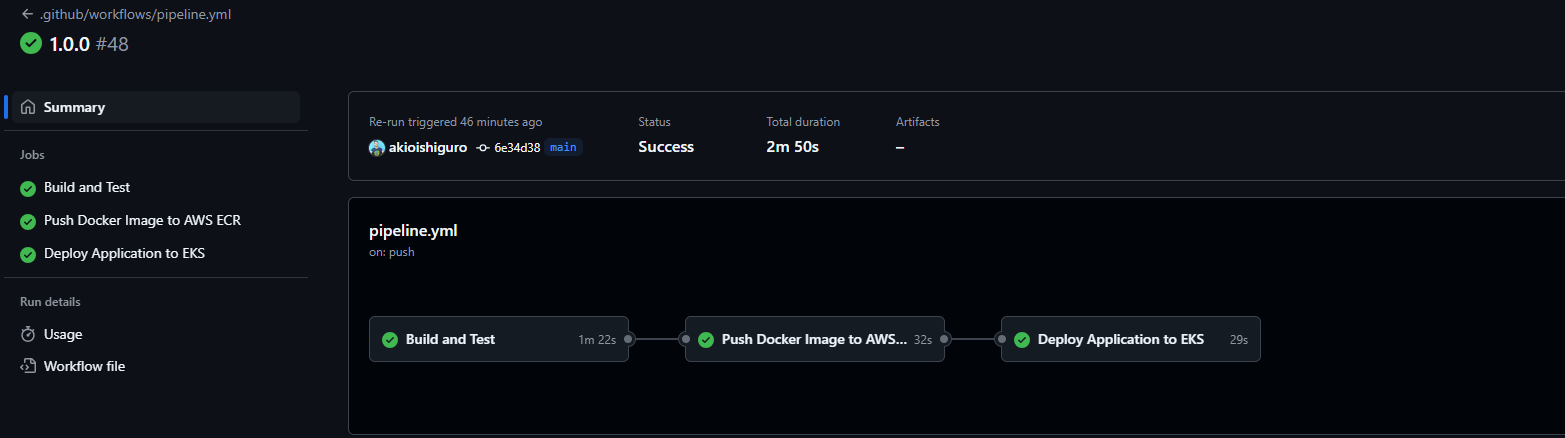 ← .github/workflows/pipeline.yml
1.0.0 #48
Summary
Jobs
Build and Test
Push Docker Image to AWS ECR
Deploy Application to EKS
Run details
Usage
Workflow file
Re-run triggered 46 minutes ago
akioishiguro 6e34d38 main
Status
Success
Total duration
2m 50s
Artifacts
–
pipeline.yml
on: push
Build and Test 1m 22s
Push Docker Image to AWS... 32s
Deploy Application to EKS 29s